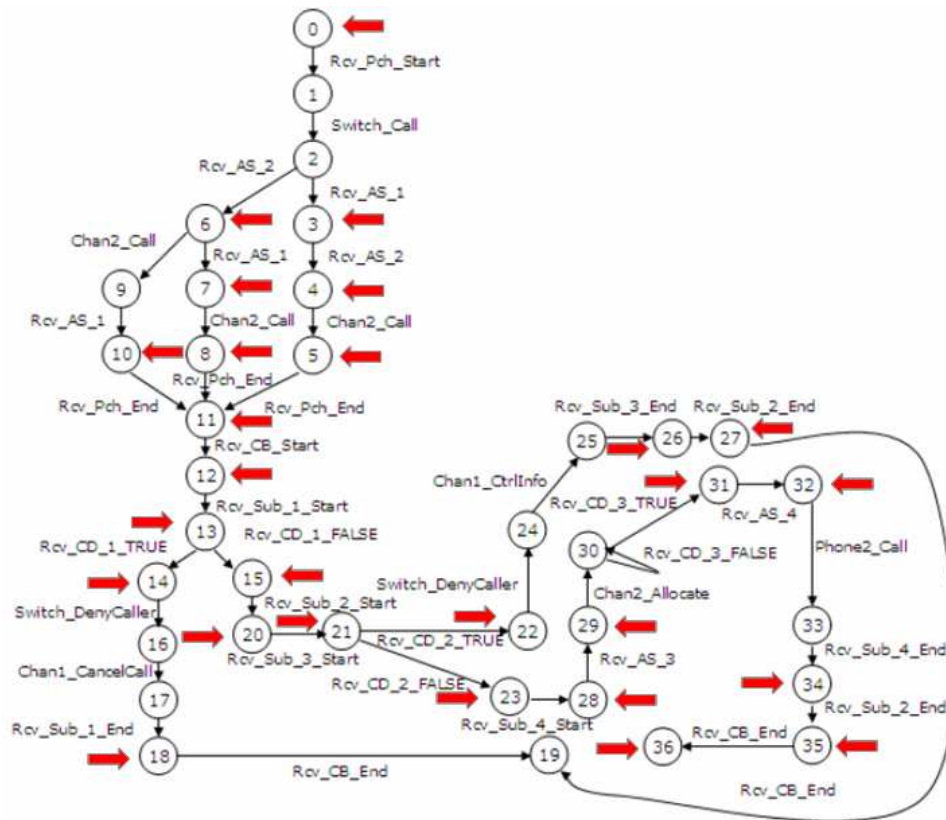 0
Rcv_Pch_Start
1
Switch_Call
2
Rcv_AS_2
Rcv_AS_1
6
3
Chan2_Call
Rcv_AS_1
Rcv_AS_2
9
7
4
Rcv_AS_1
Chan2_Call
Chan2_Call
10
8
5
Rcv_Pch_End
Rcv_Pch_End
Rcv_Pch_End
11
Rcv_CB_Start
12
Rcv_Sub_1_Start
13
Rcv_CD_1_TRUE
Rcv_CD_1_FALSE
14
15
Switch_DenyCaller
Rcv_Sub_2_Start
16
20
21
Rcv_Sub_3_Start
Chan1_CancelCall
17
Rcv_Sub_1_End
18
Rcv_CB_End
19
Rcv_CD_2_TRUE
Rcv_CD_2_FALSE
22
Switch_DenyCaller
24
Chan1_CtrlInfo
25
Rcv_Sub_3_End
26
Rcv_Sub_2_End
27
23
Rcv_Sub_4_Start
28
Rcv_AS_3
29
Chan2_Allocate
30
Rcv_CD_3_TRUE
Rcv_CD_3_FALSE
31
Rcv_AS_4
32
Phone2_Call
33
Rcv_Sub_4_End
34
Rcv_Sub_2_End
35
Rcv_CB_End
36
Rcv_CB_End